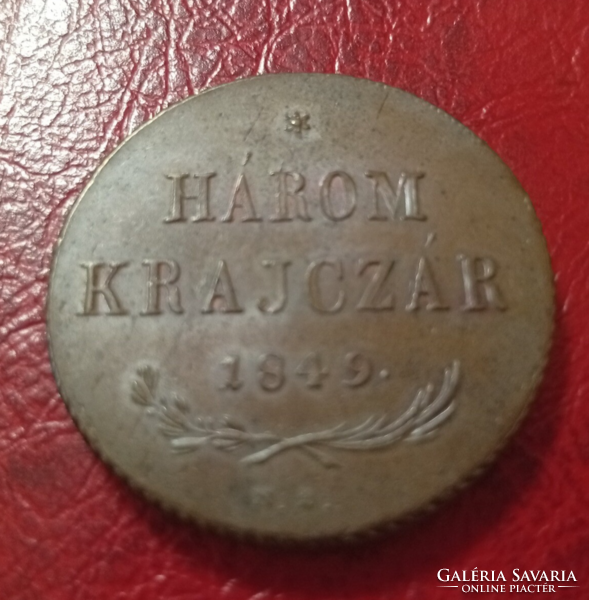 *
HÁROM
KRAJCZÁR
1849.
GALÉRIA SAVARIA
ONLINE PIACTÉR